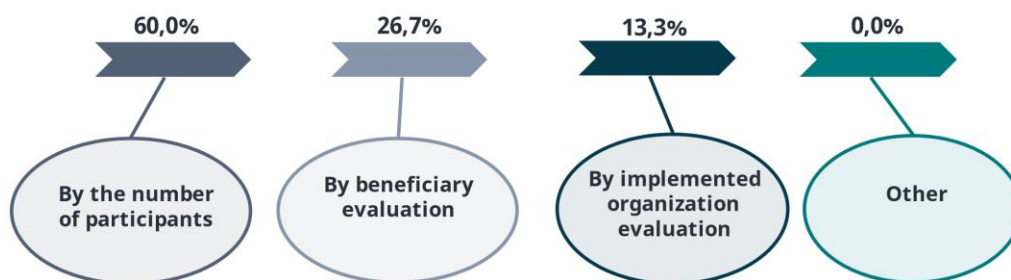 60,0%
26,7%
13,3%
0,0%
By the number
of participants
By beneficiary
evaluation
By implemented
organization
evaluation
Other